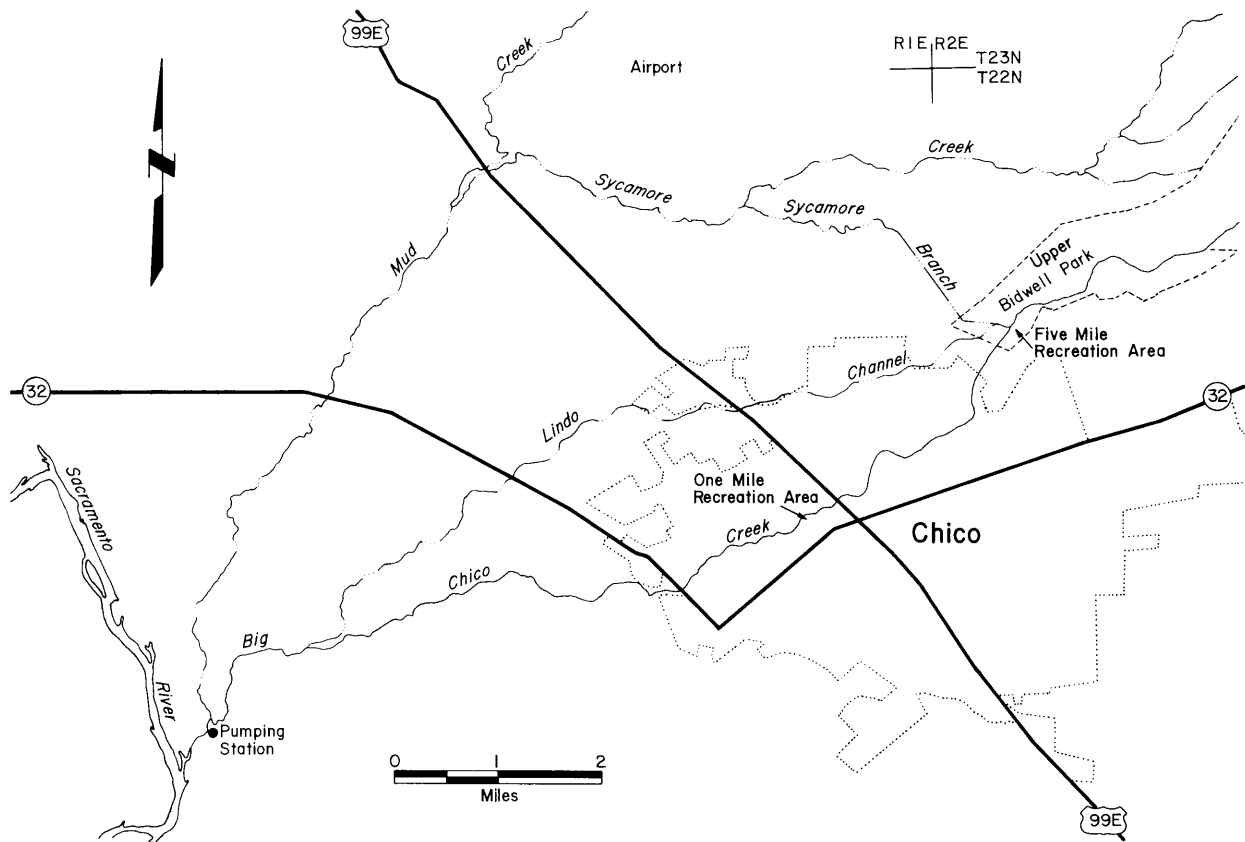 99E
Creek
Airport
R1E R2E
T23N
T22N
N
Creek
Sycamore
Sycamore
Mud
Branch
Upper
Bidwell Park
Five Mile
Recreation Area
Channel
32
32
Lindo
Sacramento
One Mile
Recreation Area
Creek
Chico
Chico
Big
River
Pumping
Station
0 1 2
Miles
99E